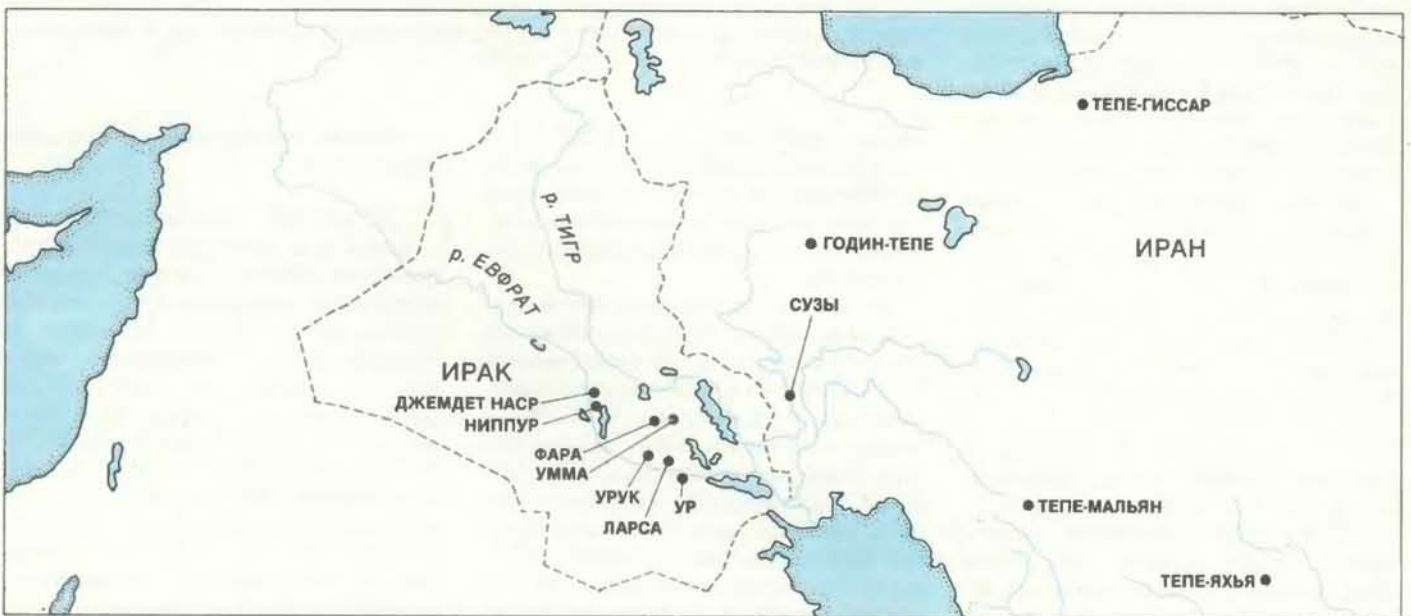 ТЕПЕ-ГИССАР
р. ТИГР
ГОДИН-ТЕПЕ
ИРАН
р. ЕВФРАТ
СУЗЫ
ИРАК
ДЖЕМДЕТ НАСР
НИППУР
ФАРА
УММА
УРУК
УР
ЛАРСА
ТЕПЕ-МАЛЬЯН
ТЕПЕ-ЯХЬЯ